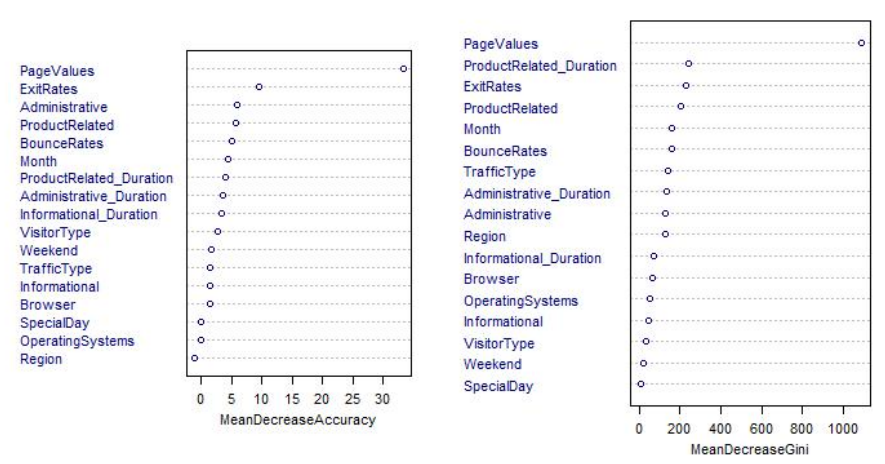 PageValues
ExitRates
Administrative
ProductRelated
BounceRates
Month
ProductRelated_Duration
Administrative_Duration
Informational_Duration
VisitorType
Weekend
TrafficType
Informational
Browser
SpecialDay
OperatingSystems
Region
0 5 10 15 20 25 30
MeanDecreaseAccuracy
PageValues
ProductRelated_Duration
ExitRates
ProductRelated
Month
BounceRates
TrafficType
Administrative_Duration
Administrative
Region
Informational_Duration
Browser
OperatingSystems
Informational
VisitorType
Weekend
SpecialDay
0 200 400 600 800 1000
MeanDecreaseGini